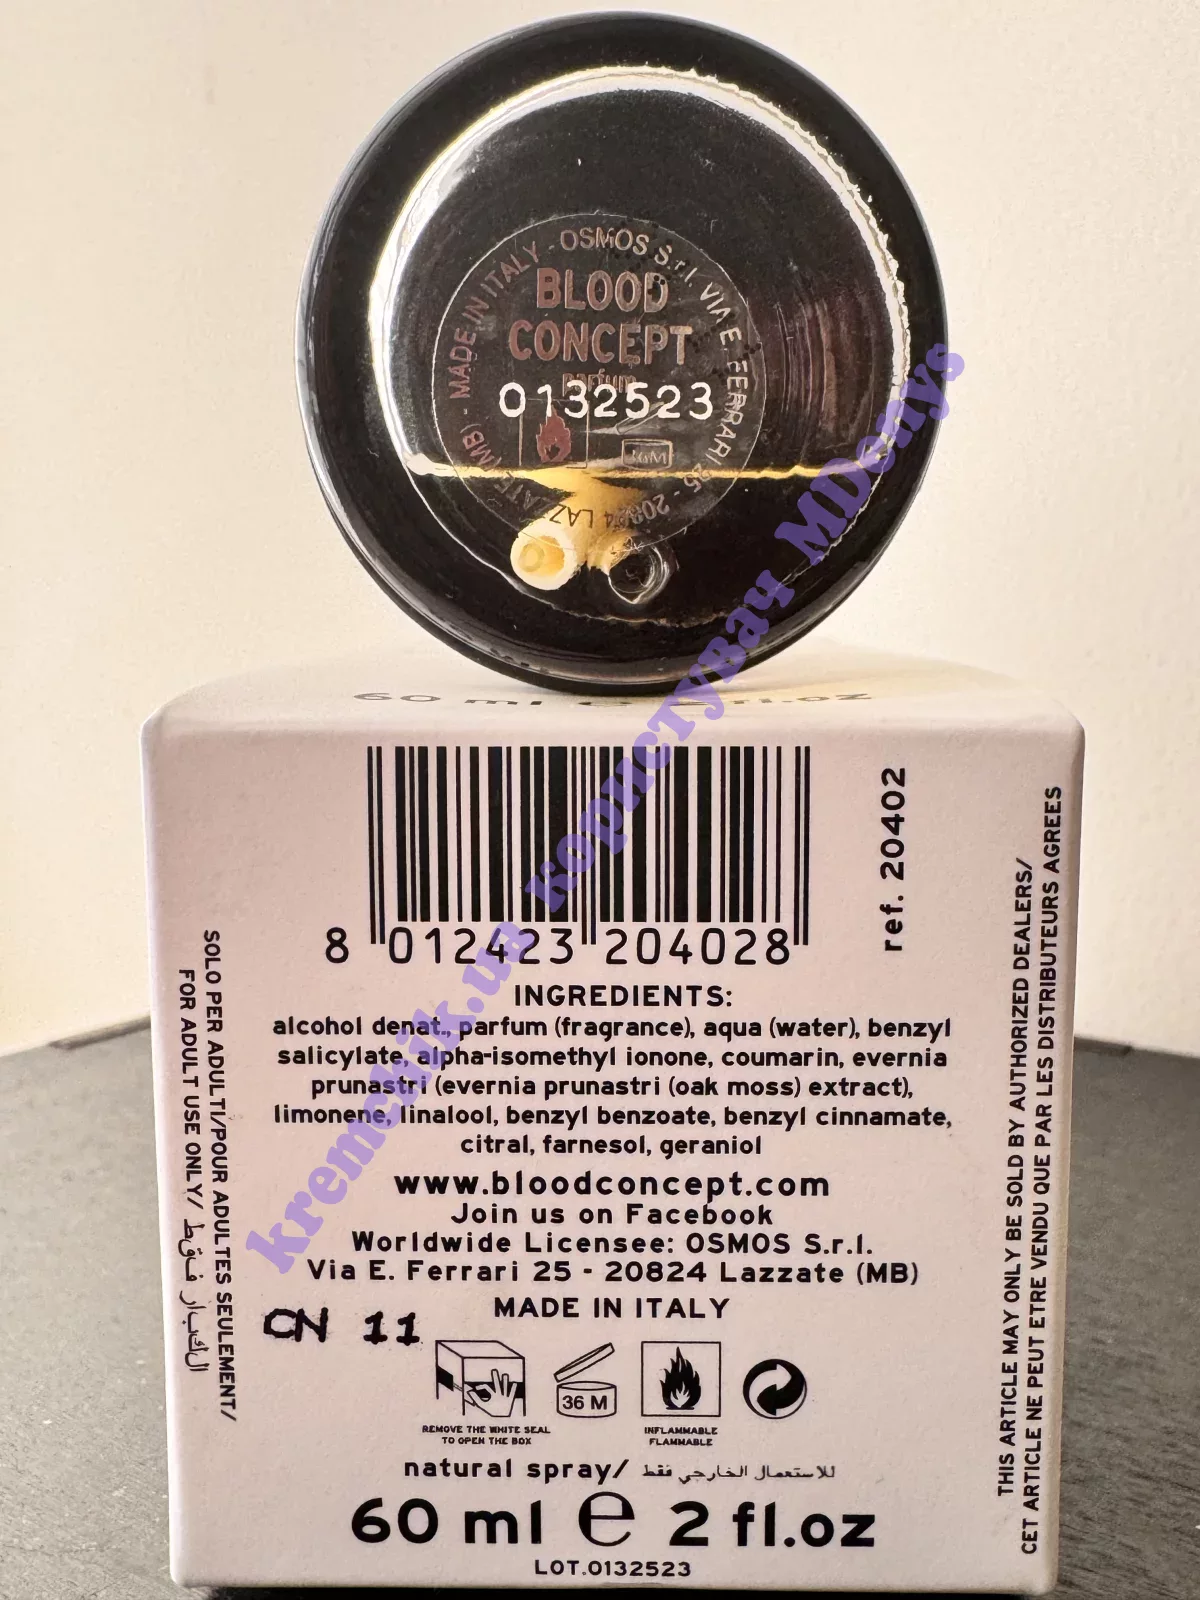 MADE IN ITALY - OSMOS S.r.l. VIA E. FERRARI 25 - 20824 LAZZATE (MB) -
BLOOD
CONCEPT
parfum
0132523
36M
60 ml e 2 fl.oz
8 012423 204028
ref. 20402
INGREDIENTS:
alcohol denat., parfum (fragrance), aqua (water), benzyl
salicylate, alpha-isomethyl ionone, coumarin, evernia
prunastri (evernia prunastri (oak moss) extract),
limonene, linalool, benzyl benzoate, benzyl cinnamate,
citral, farnesol, geraniol
www.bloodconcept.com
Join us on Facebook
Worldwide Licensee: OSMOS S.r.l.
Via E. Ferrari 25 - 20824 Lazzate (MB)
MADE IN ITALY
CN 11
36 M
REMOVE THE WHITE SEAL
TO OPEN THE BOX
INFLAMMABLE
FLAMMABLE
natural spray/ للاستعمال الخارجي فقط
60 ml e 2 fl.oz
LOT.0132523
SOLO PER ADULTI/POUR ADULTES SEULEMENT/
FOR ADULT USE ONLY/ للكبار فقط
THIS ARTICLE MAY ONLY BE SOLD BY AUTHORIZED DEALERS/
CET ARTICLE NE PEUT ETRE VENDU QUE PAR LES DISTRIBUTEURS AGREES
kremchik.ua користувач MDenys